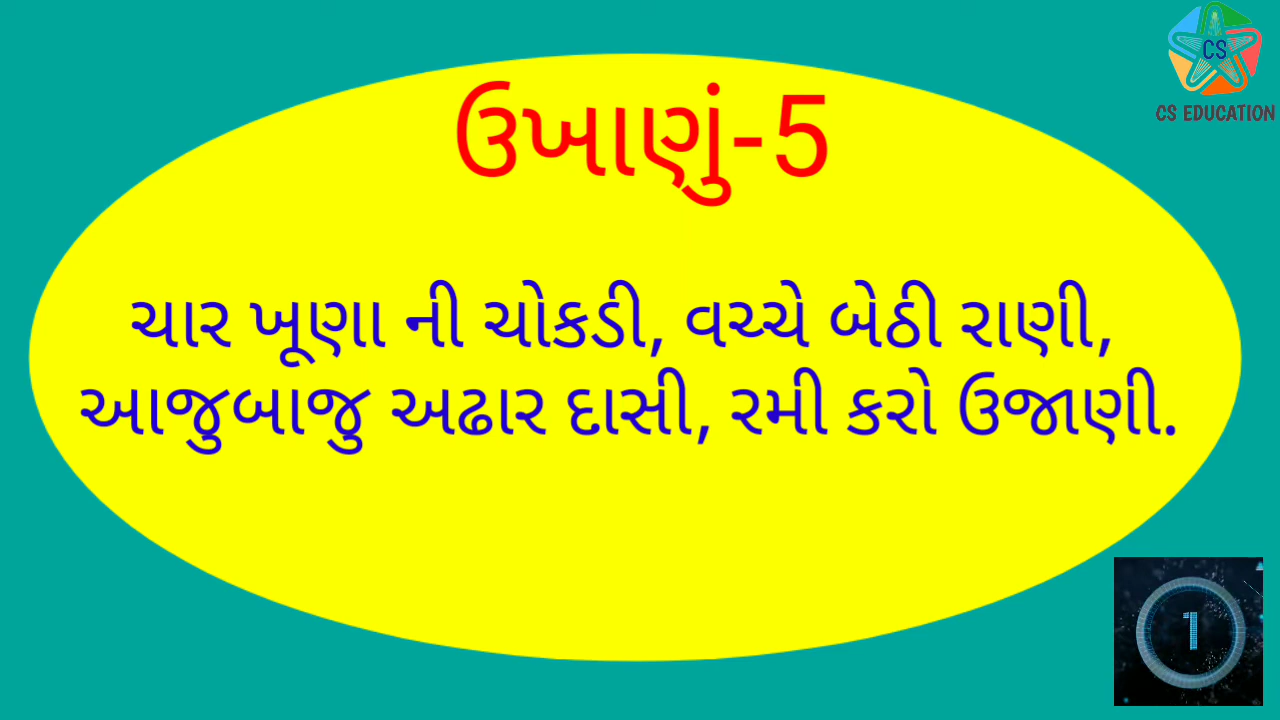 CS
CS EDUCATION
ઉખાણું-5
ચાર ખૂણા ની ચોકડી, વચ્ચે બેઠી રાણી,
આજુબાજુ અઢાર દાસી, રમી કરો ઉજાણી.
1